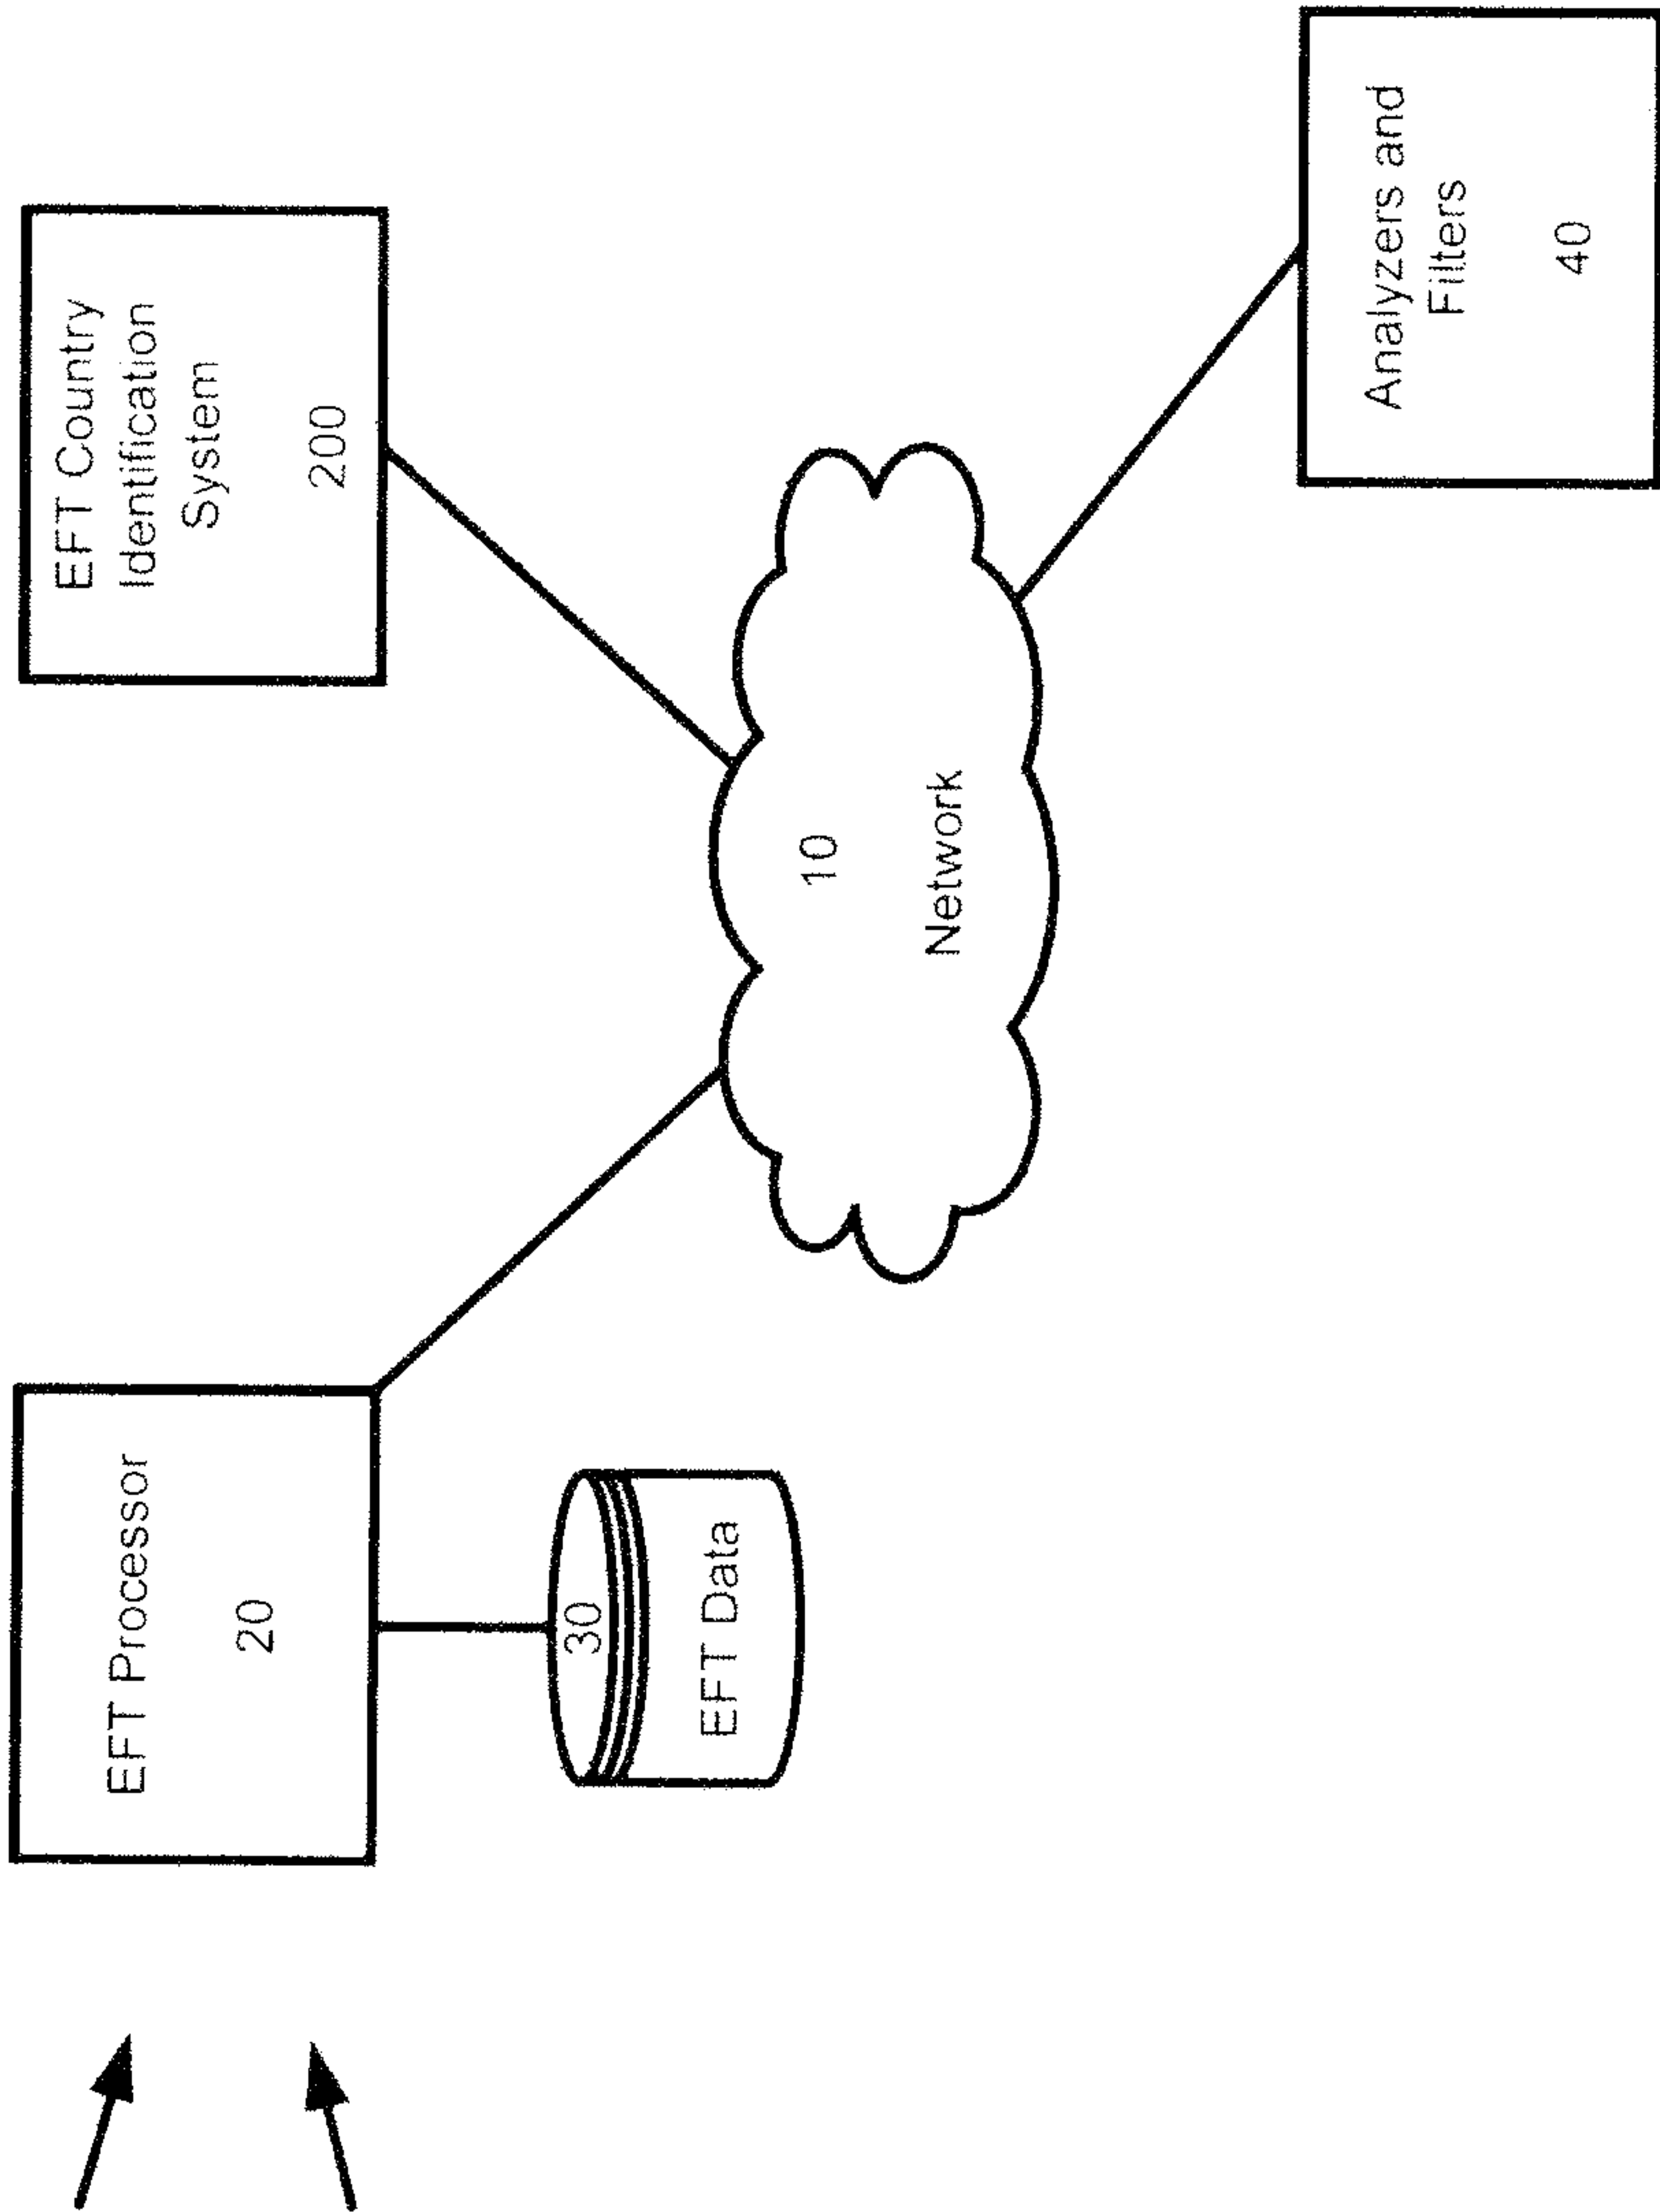 EFT Processor
20
30
EFT Data
EFT Country
Identification
System
200
10
Network
Analyzers and
Filters
40